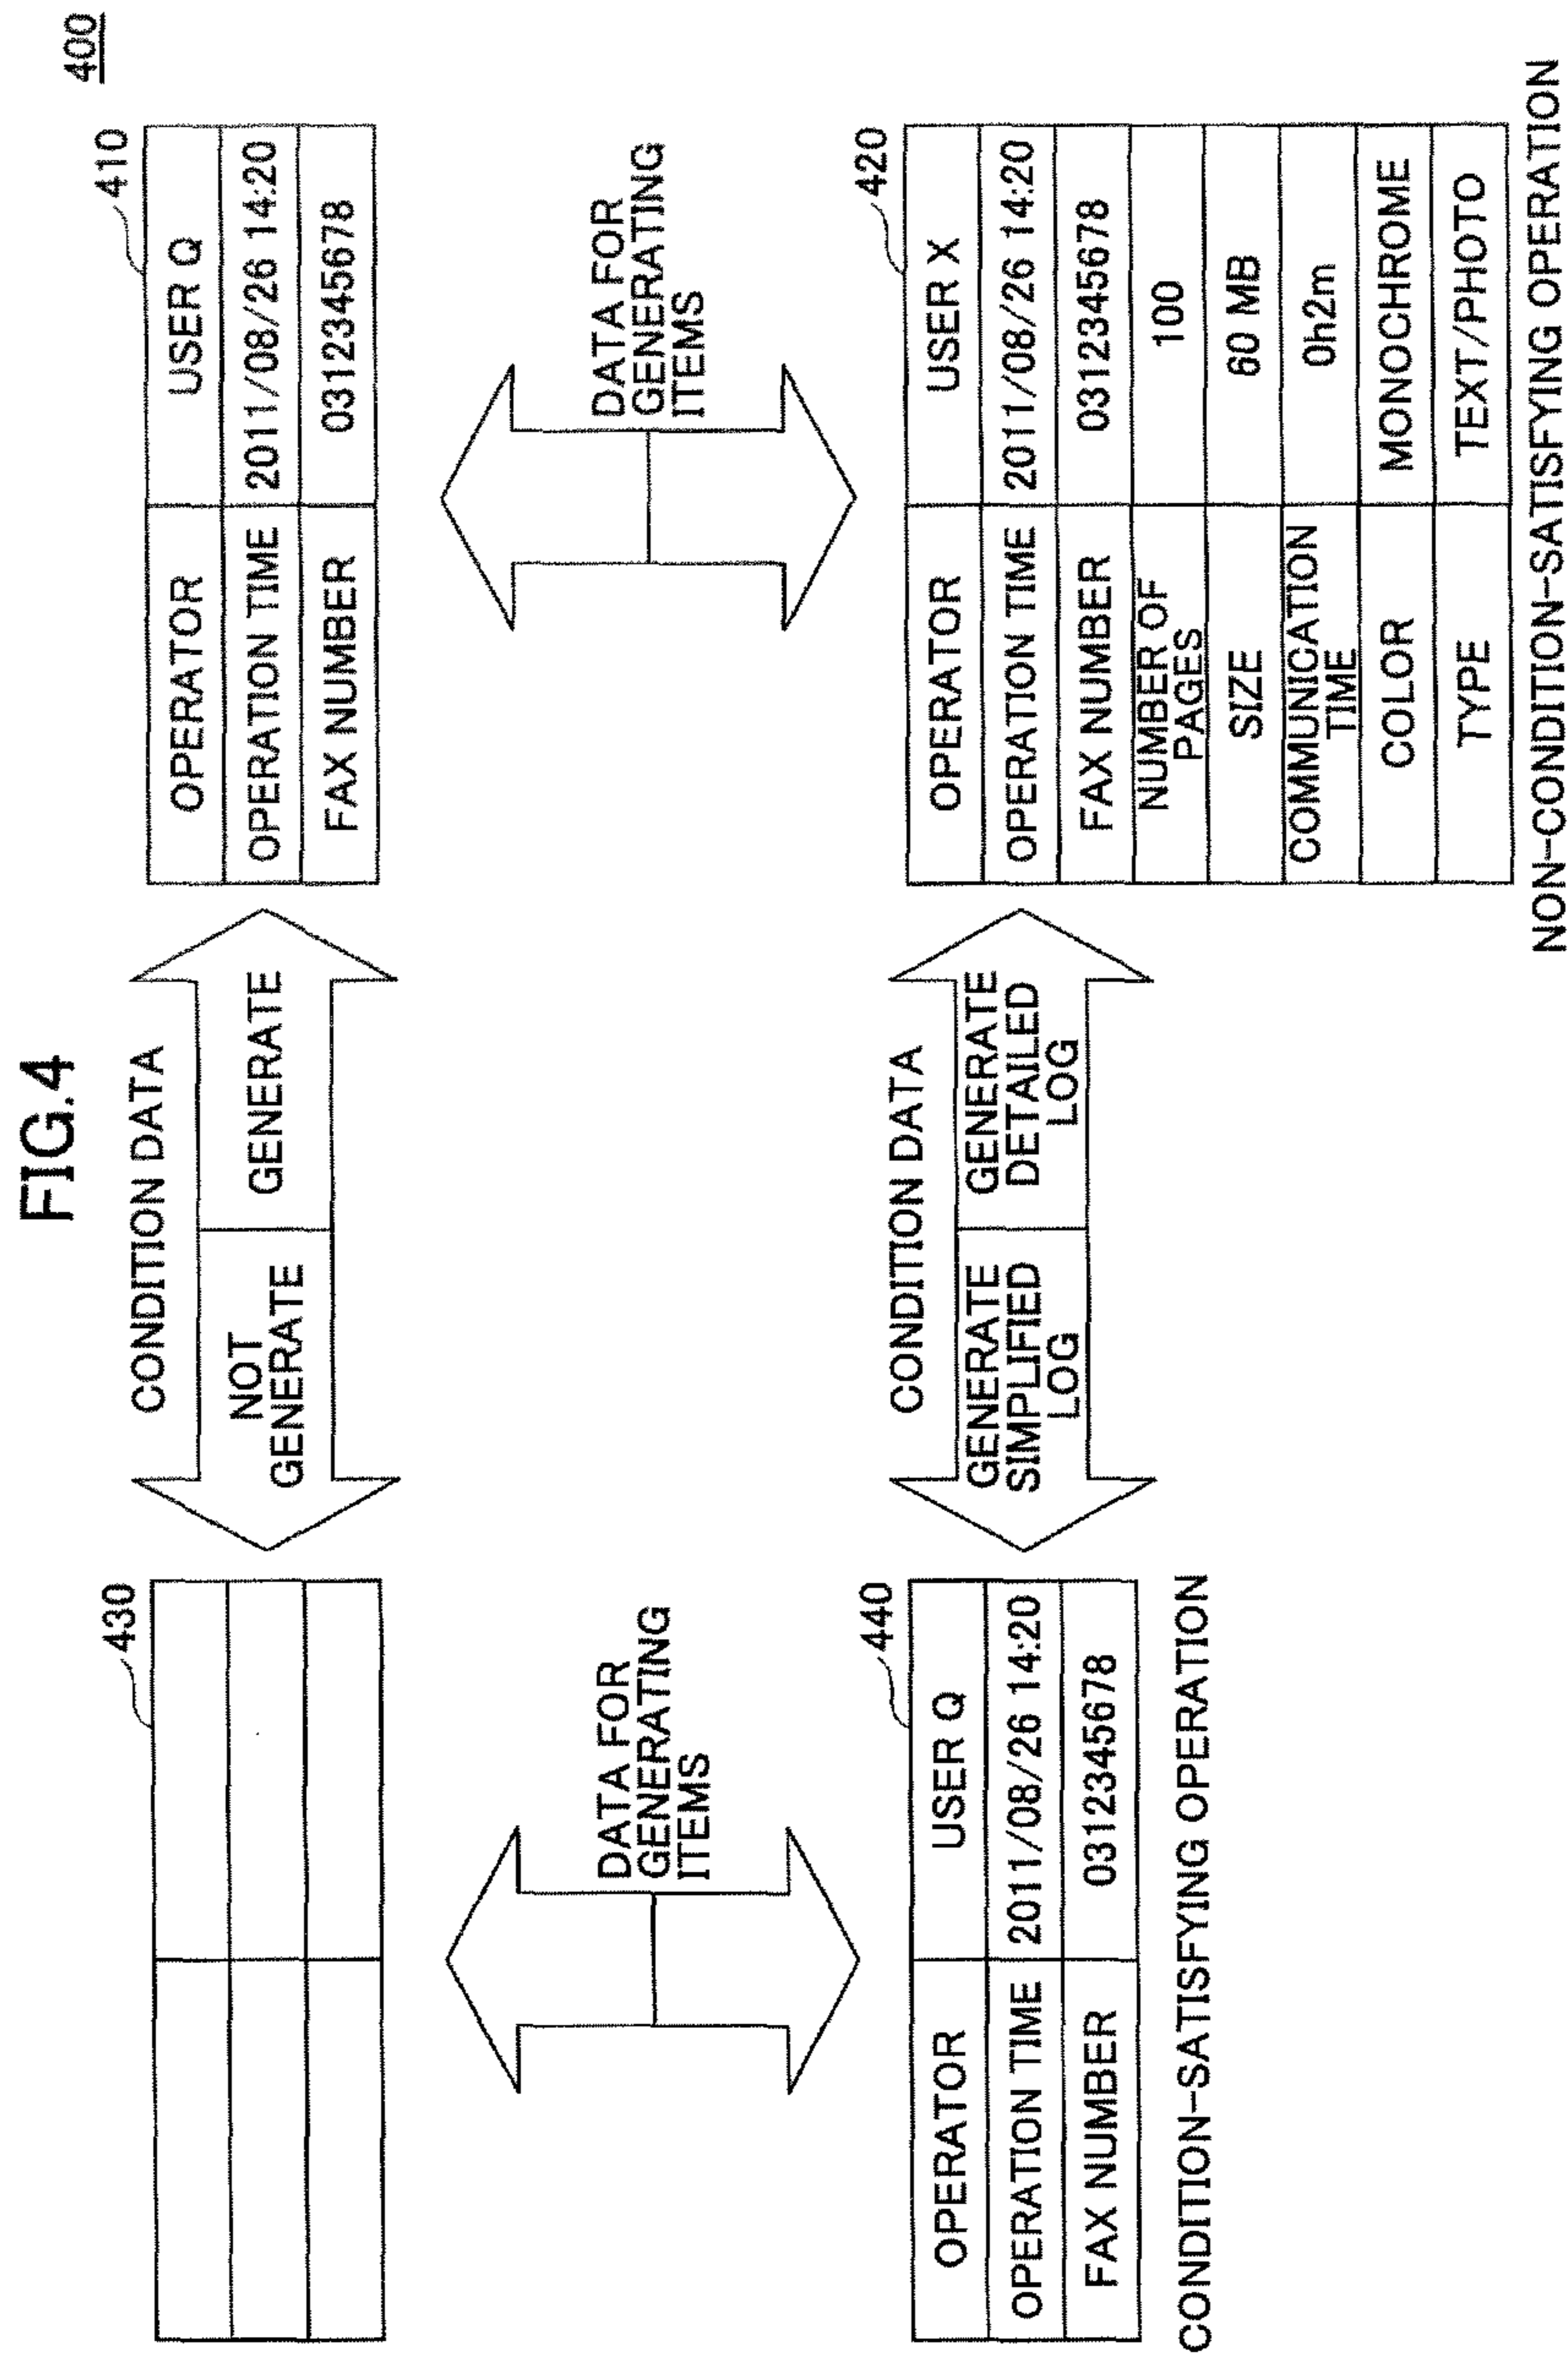 400
FIG.4
430
CONDITION DATA
NOT
GENERATE
GENERATE
410
OPERATOR
USER Q
OPERATION TIME
2011/08/26 14:20
FAX NUMBER
0312345678
DATA FOR
GENERATING
ITEMS
DATA FOR
GENERATING
ITEMS
440
OPERATOR
USER Q
OPERATION TIME
2011/08/26 14:20
FAX NUMBER
0312345678
CONDITION-SATISFYING OPERATION
CONDITION DATA
GENERATE
SIMPLIFIED
LOG
GENERATE
DETAILED
LOG
420
OPERATOR
USER X
OPERATION TIME
2011/08/26 14:20
FAX NUMBER
0312345678
NUMBER OF
PAGES
100
SIZE
60 MB
COMMUNICATION
TIME
0h2m
COLOR
MONOCHROME
TYPE
TEXT/PHOTO
NON-CONDITION-SATISFYING OPERATION